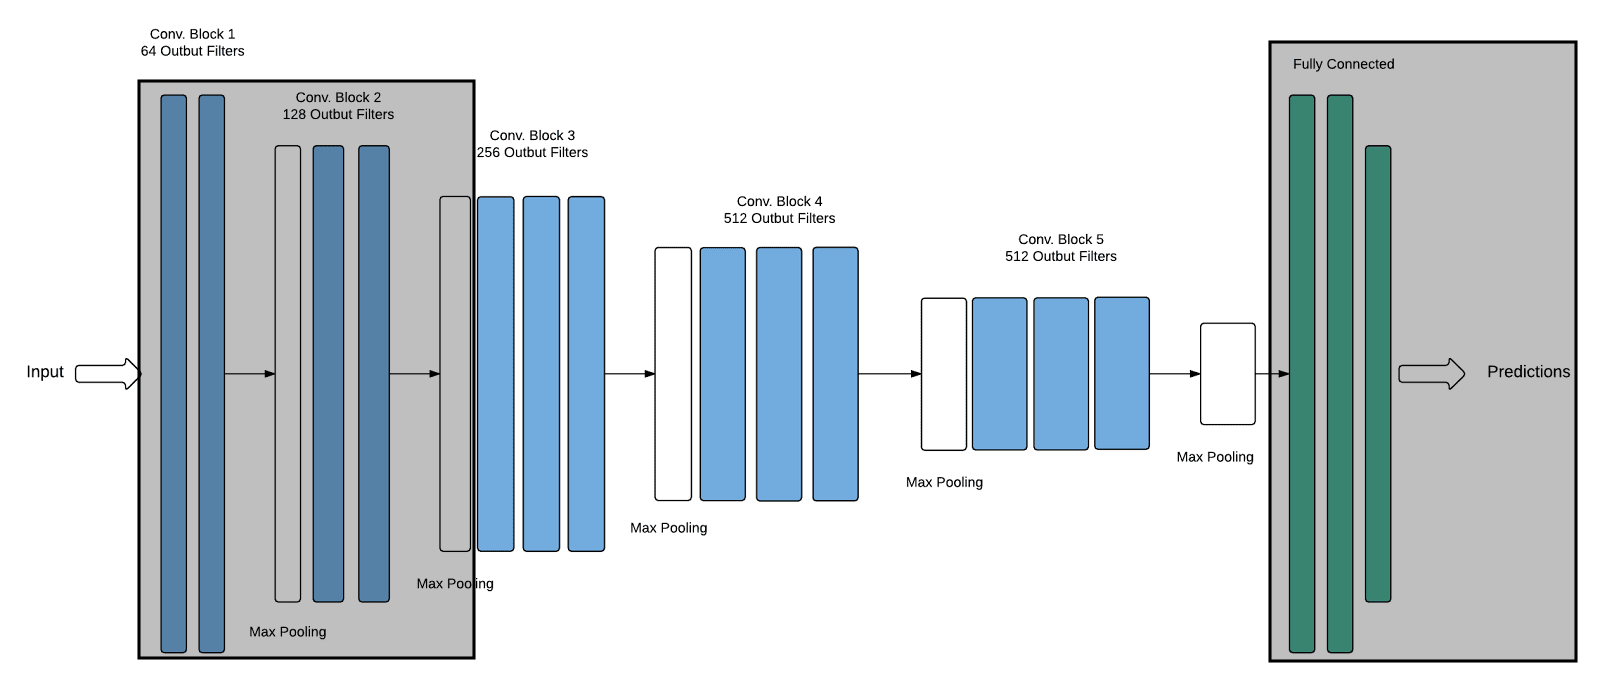 Conv. Block 1
64 Outbut Filters
Conv. Block 2
128 Outbut Filters
Conv. Block 3
256 Outbut Filters
Conv. Block 4
512 Outbut Filters
Conv. Block 5
512 Outbut Filters
Fully Connected
Input
Predictions
Max Pooling
Max Pooling
Max Pooling
Max Pooling
Max Pooling